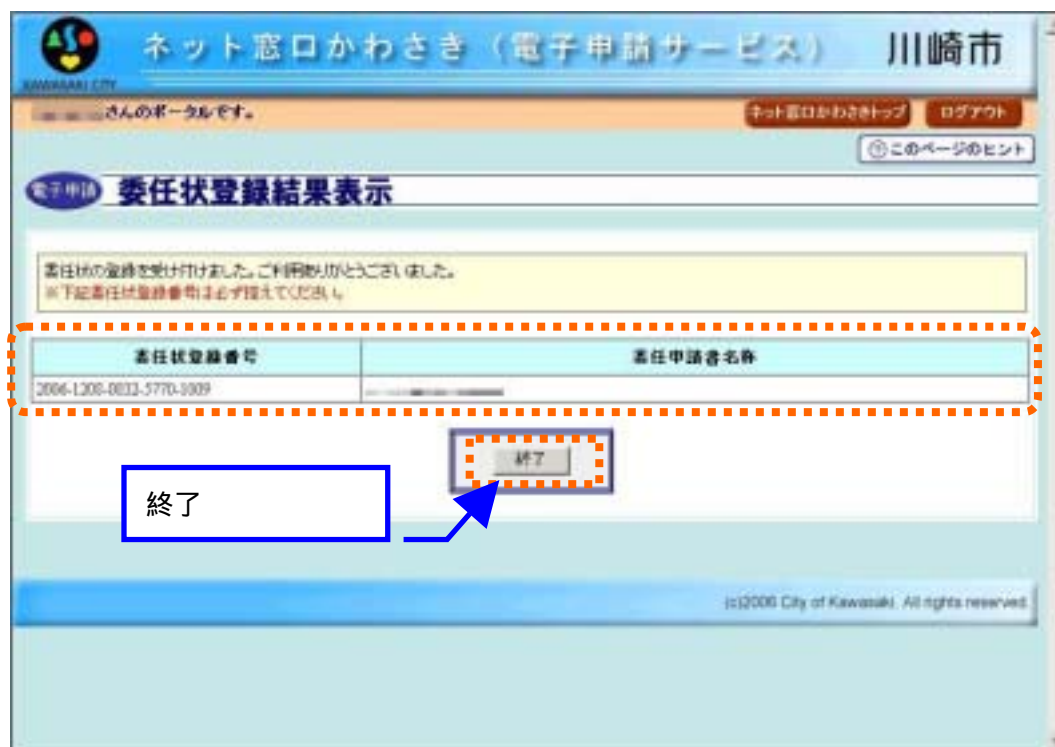 ネット窓口かわさき（電子申請サービス） 川崎市
KAWASAKI CITY
さんのポータルです。 ネット窓口かわさきトップ ログアウト
このページのヒント
電子申請 委任状登録結果表示
委任状の登録を受け付けました。ご利用ありがとうございました。
※下記委任状登録番号は必ず控えてください。
委任状登録番号 委任申請書名称
終了
終了
(c)2006 City of Kawasaki. All rights reserved.